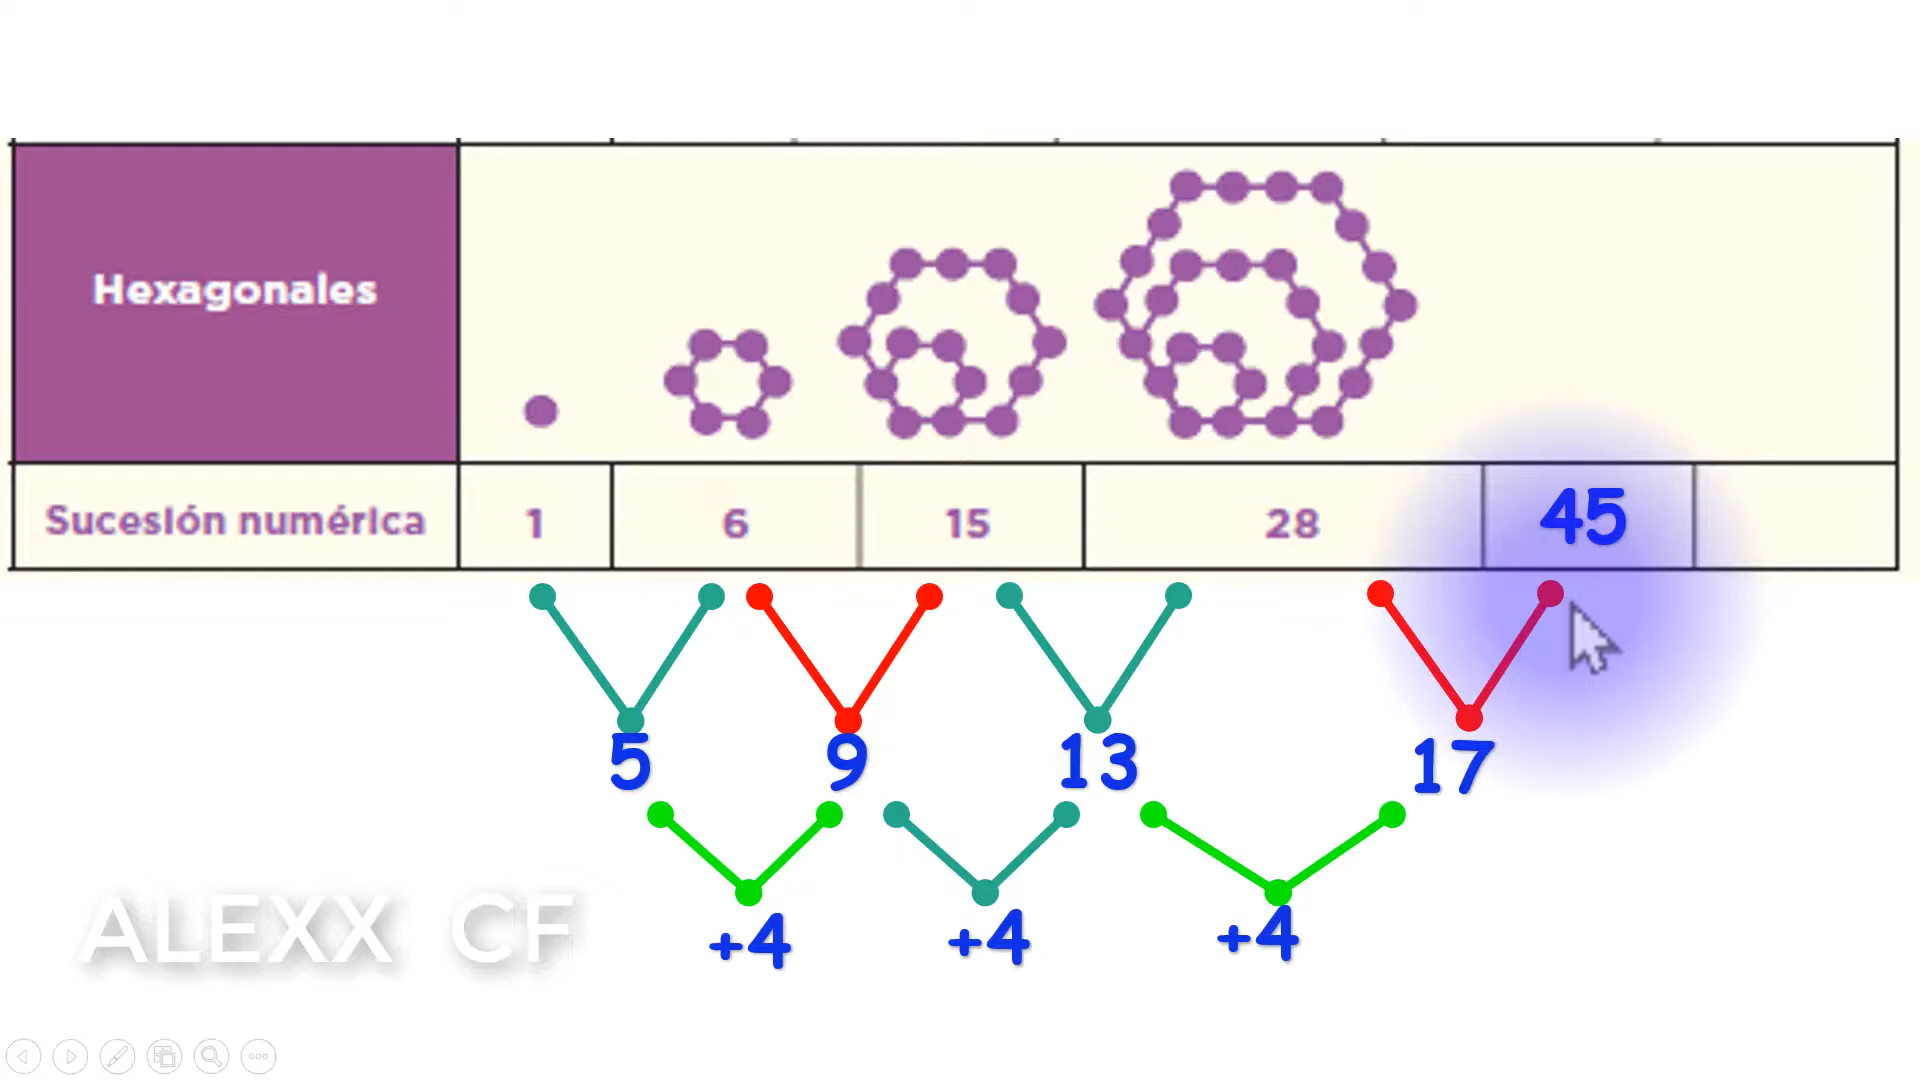 Hexagonales
Sucesión numérica 1 6 15 28 45
5 9 13 17
+4 +4 +4
ALEXX CF